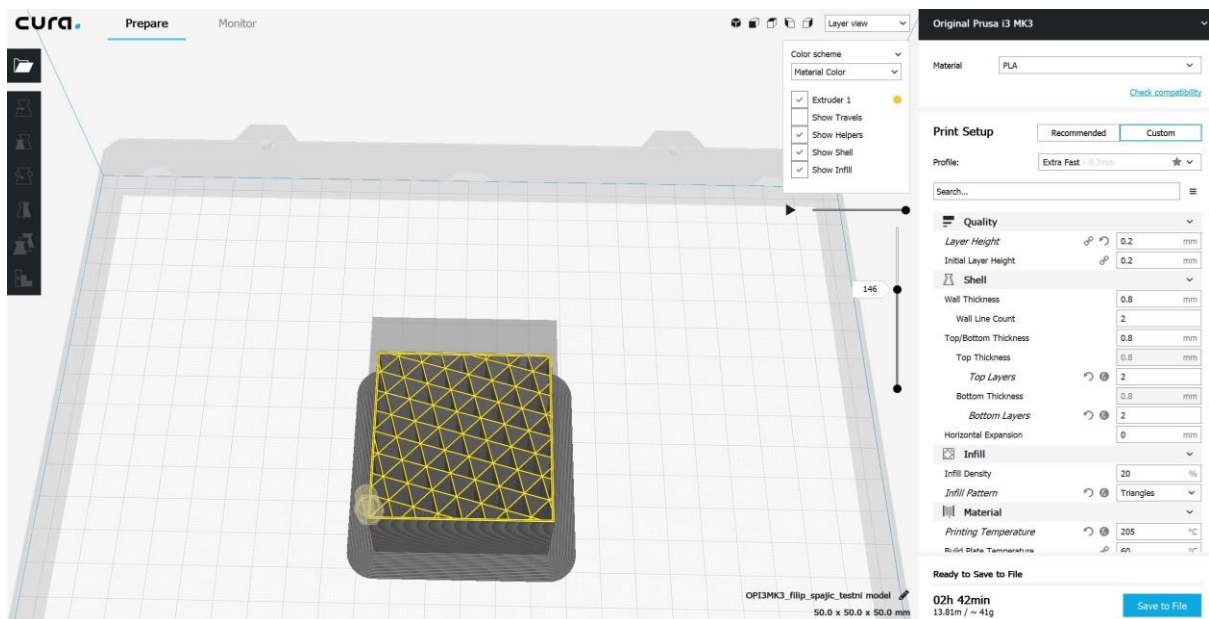 cura.
Prepare
Monitor
Layer view
Color scheme
Material Color
Extruder 1
Show Travels
Show Helpers
Show Shell
Show Infill
146
OPI3MK3_filip_spajic_testni model
50.0 x 50.0 x 50.0 mm
Original Prusa i3 MK3
Material PLA
Check compatibility
Print Setup Recommended Custom
Profile: Extra Fast - 0.3mm
Search...
Quality
Layer Height 0.2 mm
Initial Layer Height 0.2 mm
Shell
Wall Thickness 0.8 mm
Wall Line Count 2
Top/Bottom Thickness 0.8 mm
Top Thickness 0.8 mm
Top Layers 2
Bottom Thickness 0.8 mm
Bottom Layers 2
Horizontal Expansion 0 mm
Infill
Infill Density 20 %
Infill Pattern Triangles
Material
Printing Temperature 205 °C
Build Plate Temperature 60 °C
Ready to Save to File
02h 42min
13.81m / ~ 41g
Save to File